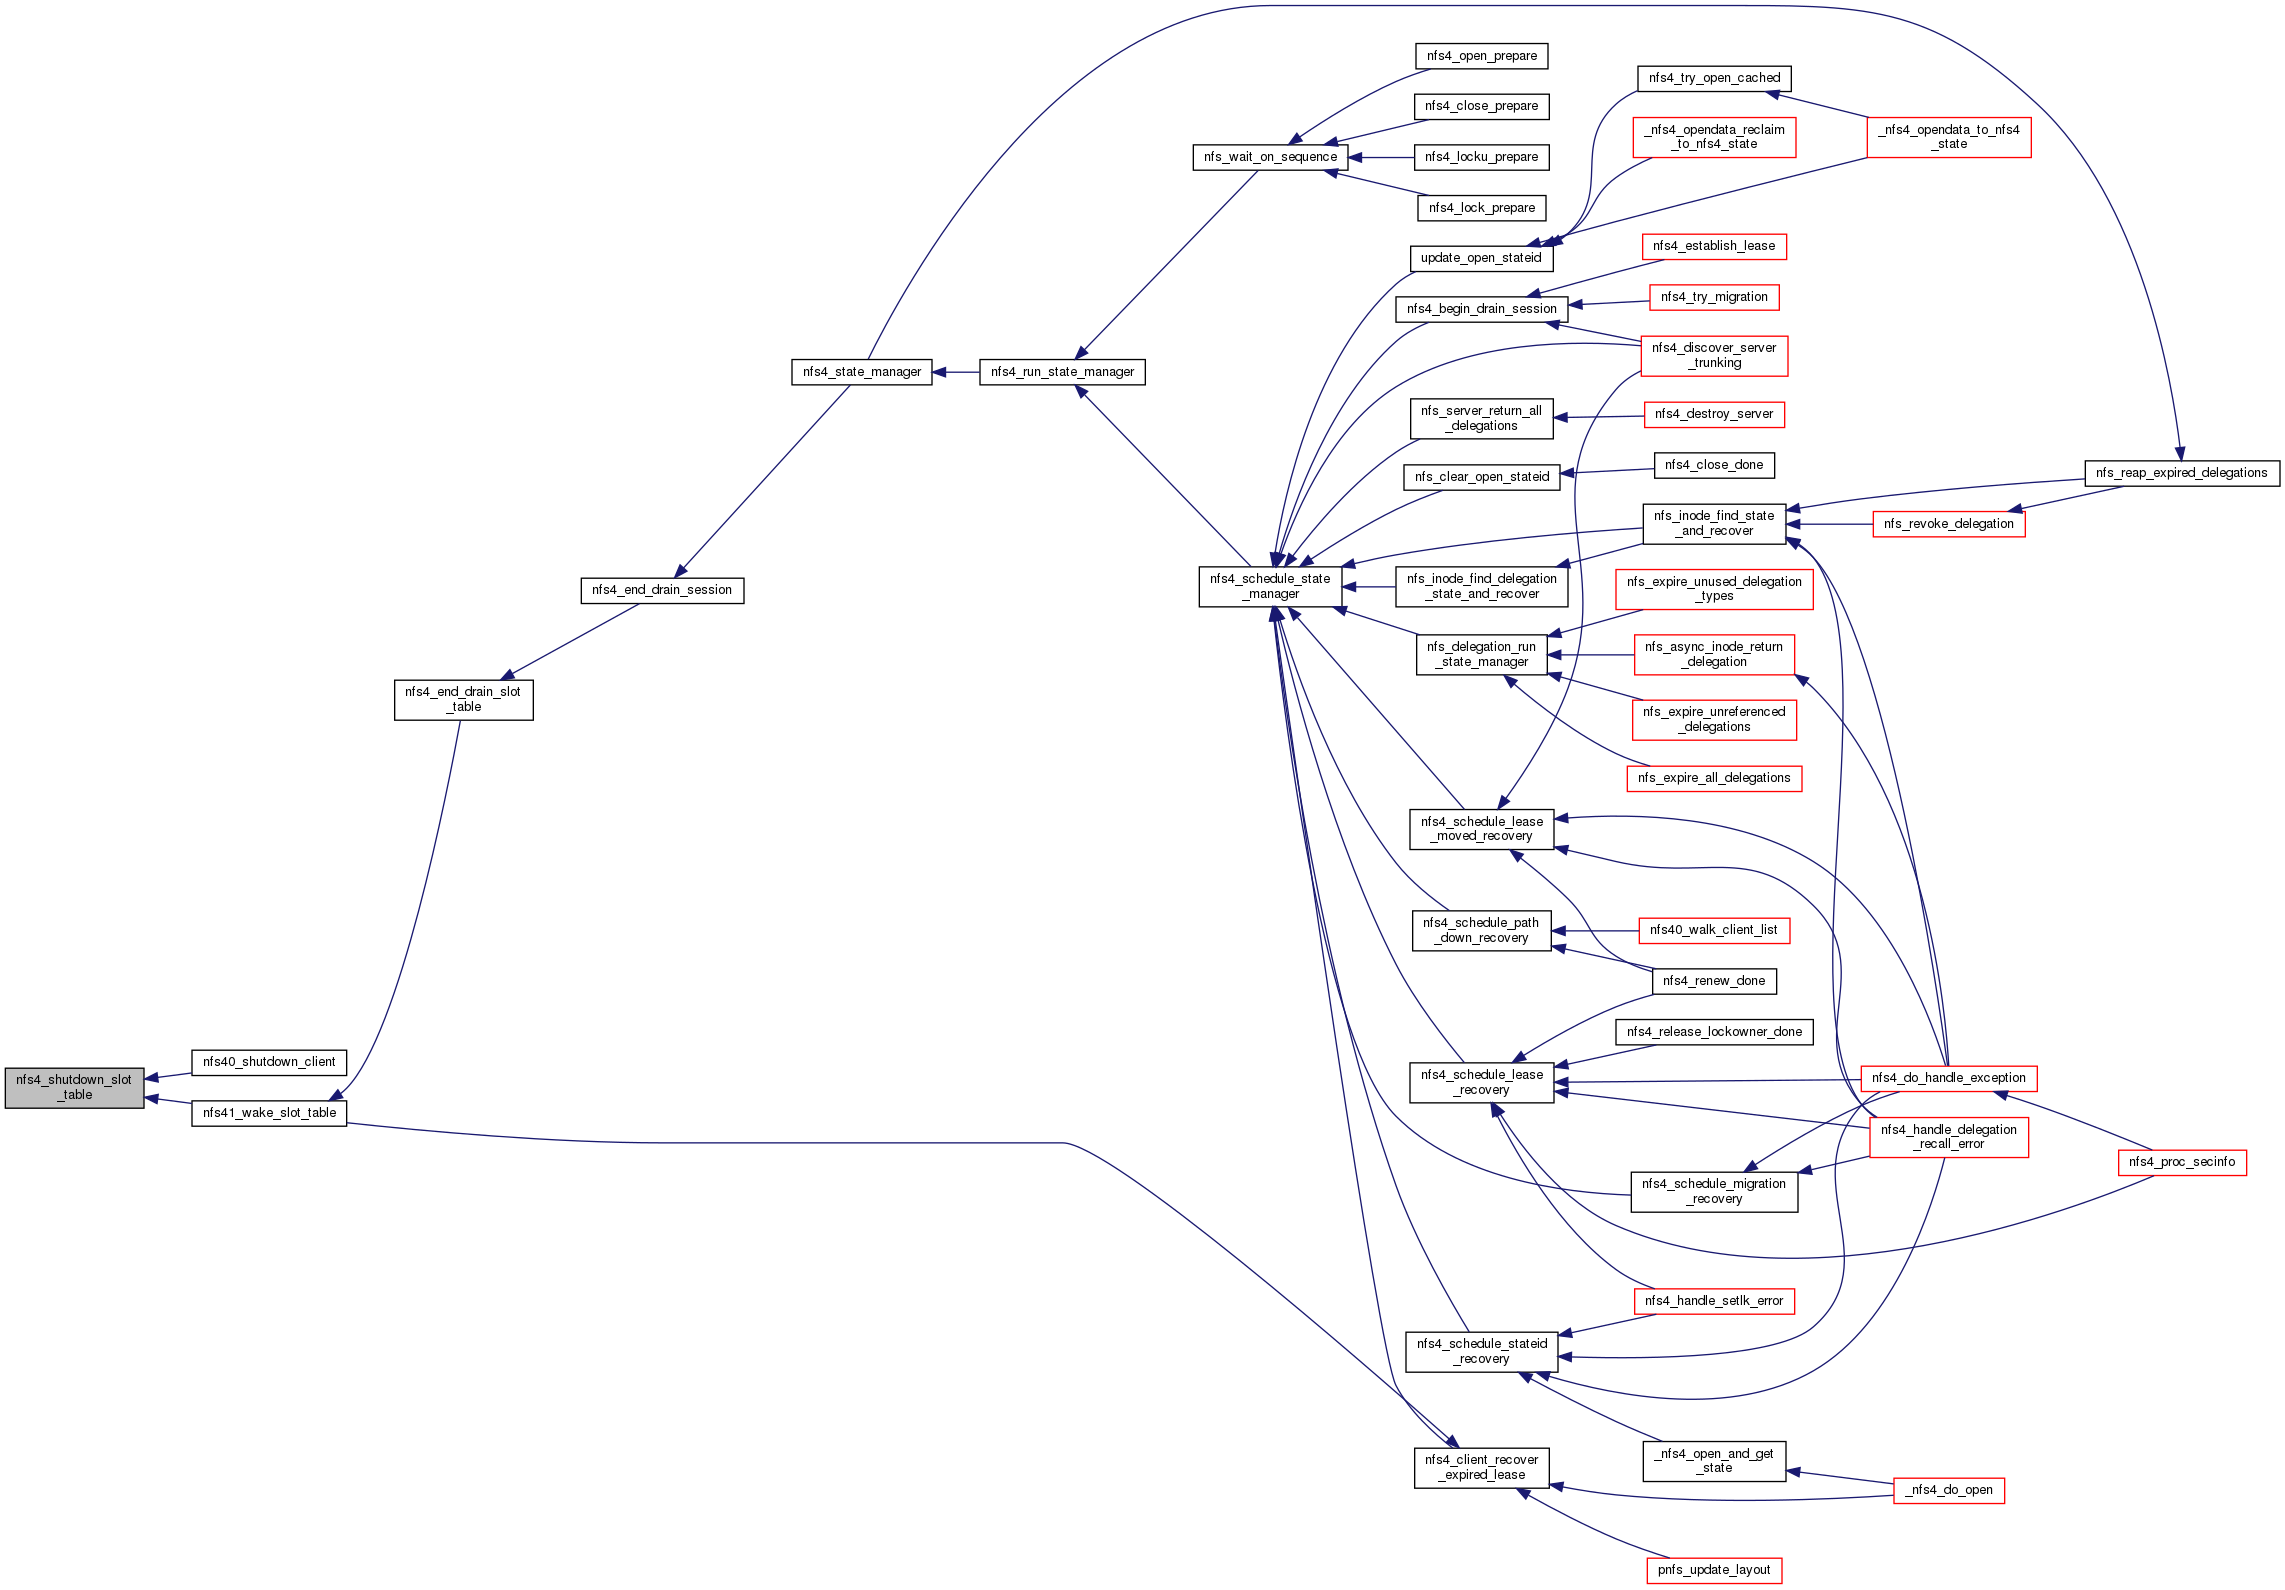 nfs4_open_prepare
nfs4_try_open_cached
nfs4_close_prepare
_nfs4_opendata_reclaim
_to_nfs4_state
_nfs4_opendata_to_nfs4
_state
nfs_wait_on_sequence
nfs4_locku_prepare
nfs4_lock_prepare
update_open_stateid
nfs4_establish_lease
nfs4_begin_drain_session
nfs4_try_migration
nfs4_discover_server
_trunking
nfs4_state_manager
nfs4_run_state_manager
nfs_server_return_all
_delegations
nfs4_destroy_server
nfs_clear_open_stateid
nfs4_close_done
nfs_reap_expired_delegations
nfs_inode_find_state
_and_recover
nfs_revoke_delegation
nfs4_end_drain_session
nfs4_schedule_state
_manager
nfs_inode_find_delegation
_state_and_recover
nfs_expire_unused_delegation
_types
nfs_delegation_run
_state_manager
nfs_async_inode_return
_delegation
nfs4_end_drain_slot
_table
nfs_expire_unreferenced
_delegations
nfs_expire_all_delegations
nfs4_schedule_lease
_moved_recovery
nfs4_schedule_path
_down_recovery
nfs40_walk_client_list
nfs4_renew_done
nfs4_release_lockowner_done
nfs40_shutdown_client
nfs4_shutdown_slot
_table
nfs41_wake_slot_table
nfs4_schedule_lease
_recovery
nfs4_do_handle_exception
nfs4_handle_delegation
_recall_error
nfs4_proc_secinfo
nfs4_schedule_migration
_recovery
nfs4_handle_setlk_error
nfs4_schedule_stateid
_recovery
nfs4_client_recover
_expired_lease
_nfs4_open_and_get
_state
_nfs4_do_open
pnfs_update_layout